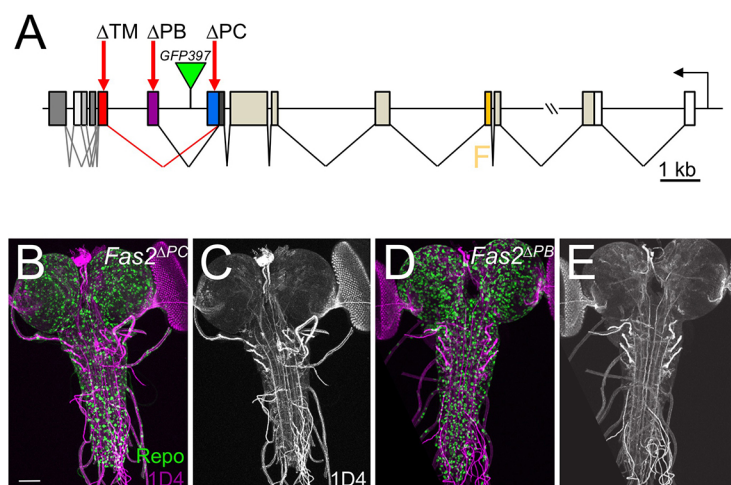 A
ΔTM ΔPB ΔPC
GFP397
F
1 kb
B Fas2ΔPC
Repo
1D4
C
1D4
D Fas2ΔPB
E